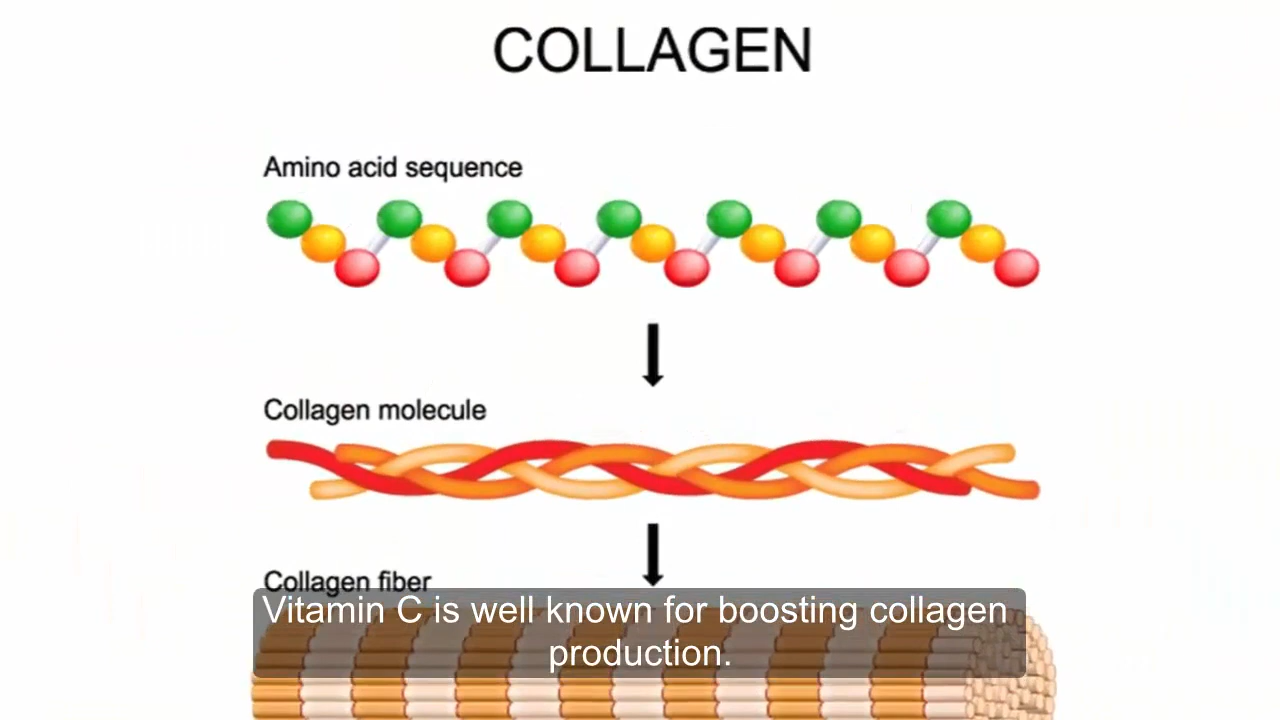 COLLAGEN
Amino acid sequence
Collagen molecule
Collagen fiber
Vitamin C is well known for boosting collagen
production.